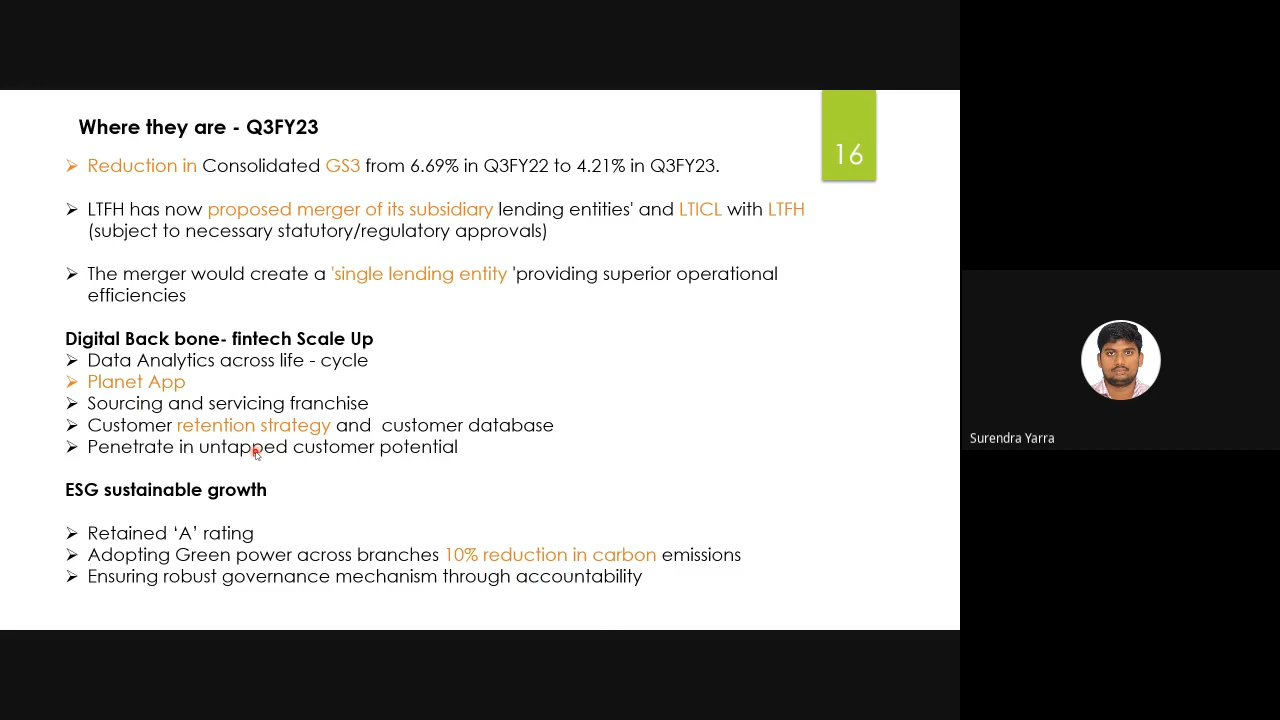 Where they are - Q3FY23
16
➢ Reduction in Consolidated GS3 from 6.69% in Q3FY22 to 4.21% in Q3FY23.
➢ LTFH has now proposed merger of its subsidiary lending entities' and LTICL with LTFH
(subject to necessary statutory/regulatory approvals)
➢ The merger would create a 'single lending entity 'providing superior operational
efficiencies
Digital Back bone- fintech Scale Up
➢ Data Analytics across life - cycle
➢ Planet App
➢ Sourcing and servicing franchise
➢ Customer retention strategy and  customer database
➢ Penetrate in untapped customer potential
ESG sustainable growth
➢ Retained ‘A’ rating
➢ Adopting Green power across branches 10% reduction in carbon emissions
➢ Ensuring robust governance mechanism through accountability
Surendra Yarra